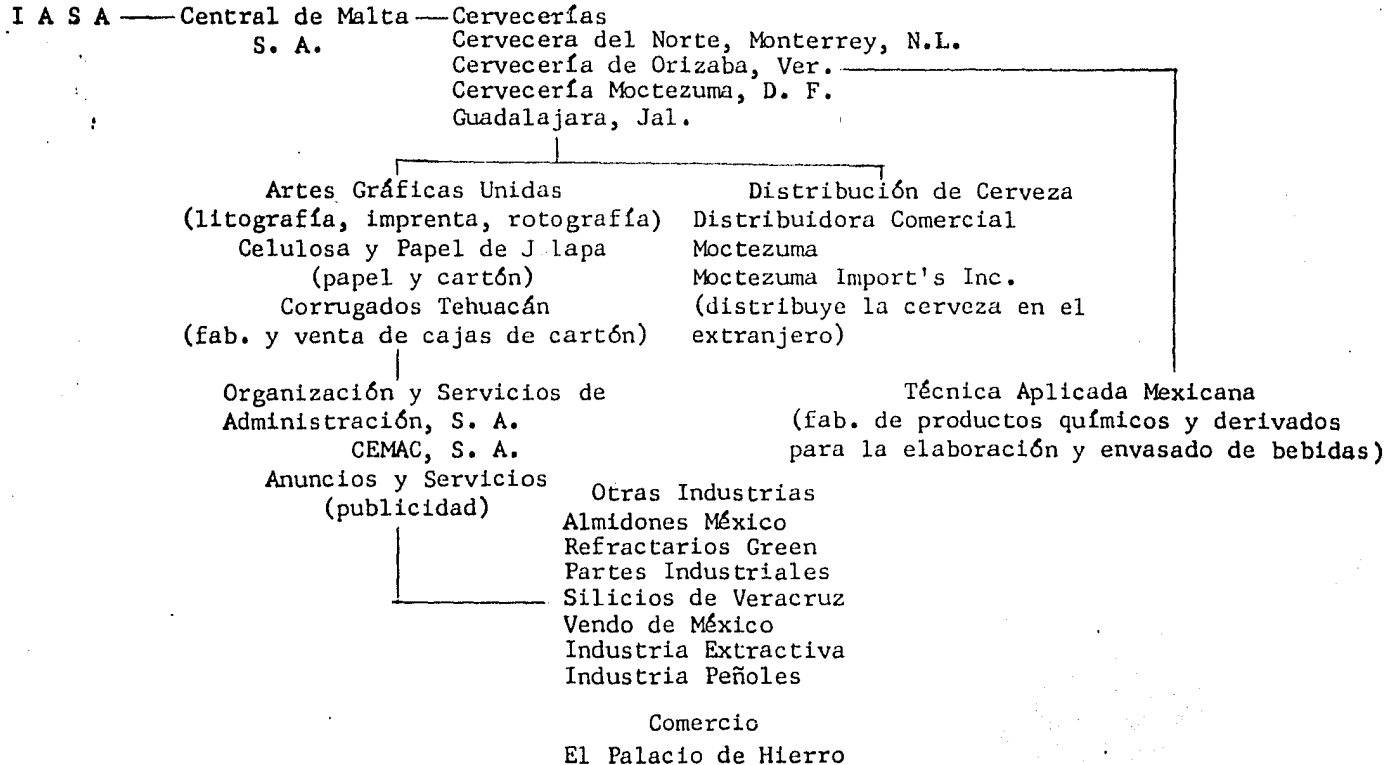 I A S A — Central de Malta — Cervecerías
S. A.
Cervecera del Norte, Monterrey, N.L.
Cervecería de Orizaba, Ver.
Cervecería Moctezuma, D. F.
Guadalajara, Jal.
Artes Gráficas Unidas
(litografía, imprenta, rotografía)
Celulosa y Papel de J lapa
(papel y cartón)
Corrugados Tehuacán
(fab. y venta de cajas de cartón)
Distribución de Cerveza
Distribuidora Comercial
Moctezuma
Moctezuma Import's Inc.
(distribuye la cerveza en el
extranjero)
Organización y Servicios de
Administración, S. A.
CEMAC, S. A.
Anuncios y Servicios
(publicidad)
Técnica Aplicada Mexicana
(fab. de productos químicos y derivados
para la elaboración y envasado de bebidas)
Otras Industrias
Almidones México
Refractarios Green
Partes Industriales
Silicios de Veracruz
Vendo de México
Industria Extractiva
Industria Peñoles
Comercio
El Palacio de Hierro